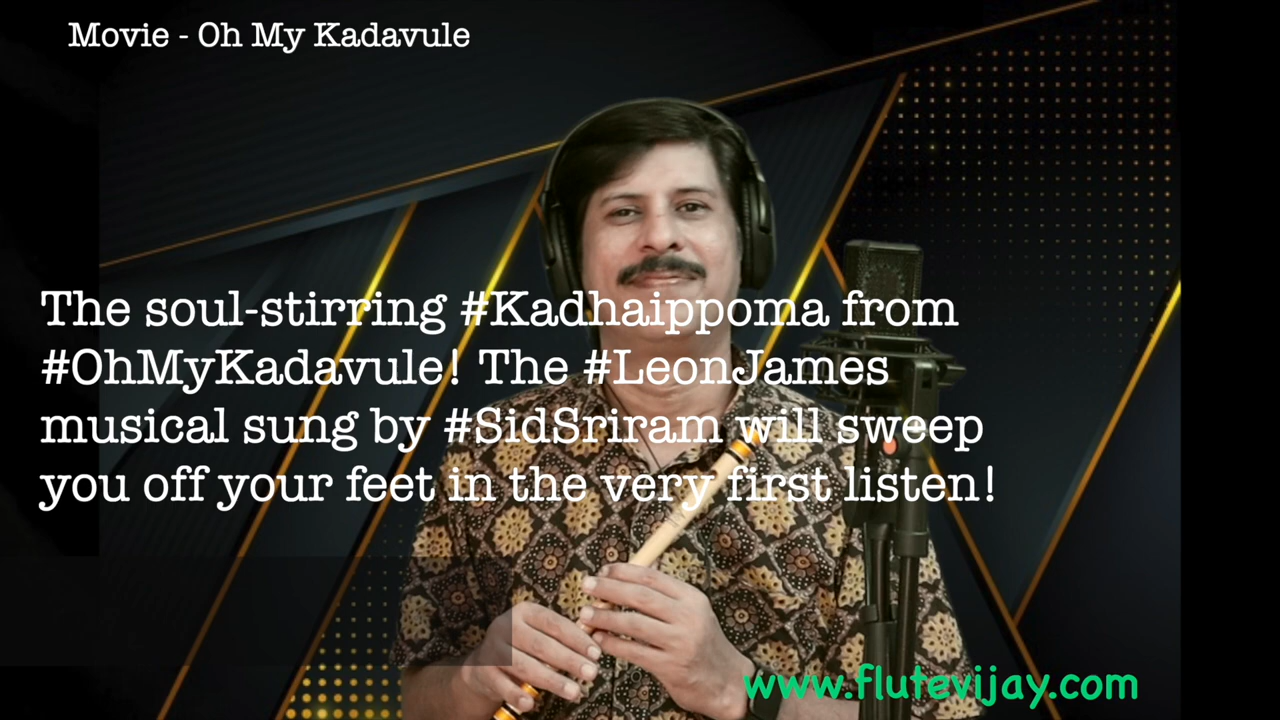 Movie - Oh My Kadavule
The soul-stirring #Kadhaippoma from
#OhMyKadavule! The #LeonJames
musical sung by #SidSriram will sweep
you off your feet in the very first listen!
www.flutevijay.com